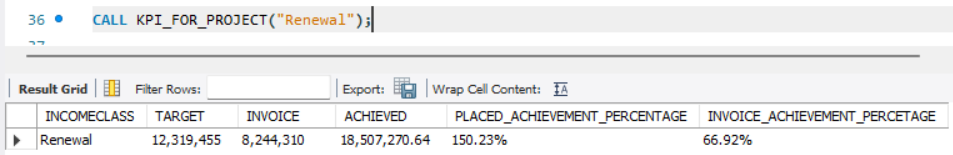 36 CALL KPI_FOR_PROJECT("Renewal");
37
Result Grid Filter Rows: Export: Wrap Cell Content: IA
INCOMECLASS TARGET INVOICE ACHIEVED PLACED_ACHIEVEMENT_PERCENTAGE INVOICE_ACHIEVEMENT_PERCETAGE
Renewal 12,319,455 8,244,310 18,507,270.64 150.23% 66.92%